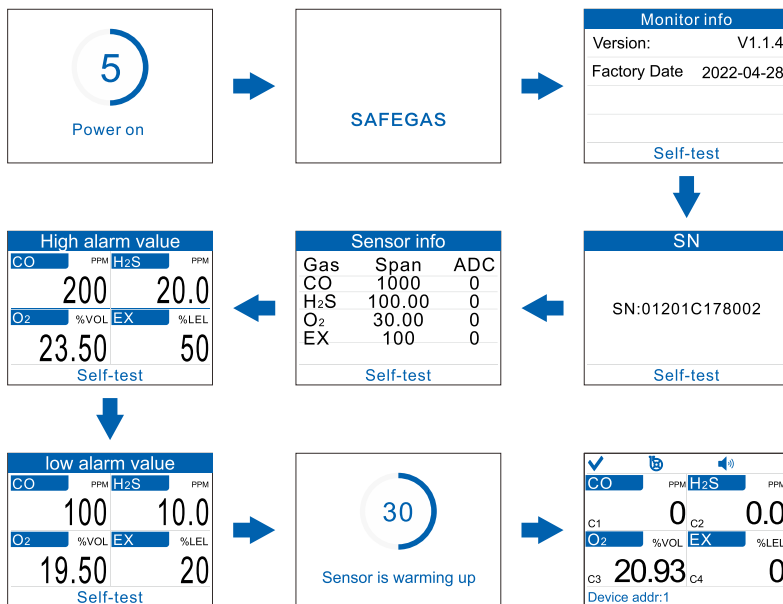 5
Power on
SAFEGAS
Monitor info
Version: V1.1.4
Factory Date 2022-04-28
Self-test
SN
SN:01201C178002
Self-test
Sensor info
Gas Span ADC
CO 1000 0
H₂S 100.00 0
O₂ 30.00 0
EX 100 0
Self-test
High alarm value
CO PPM H₂S PPM
200 20.0
O₂ %VOL EX %LEL
23.50 50
Self-test
low alarm value
CO PPM H₂S PPM
100 10.0
O₂ %VOL EX %LEL
19.50 20
Self-test
30
Sensor is warming up
CO PPM H₂S PPM
C1 0 C2 0.0
O₂ %VOL EX %LEL
C3 20.93 C4 0
Device addr:1